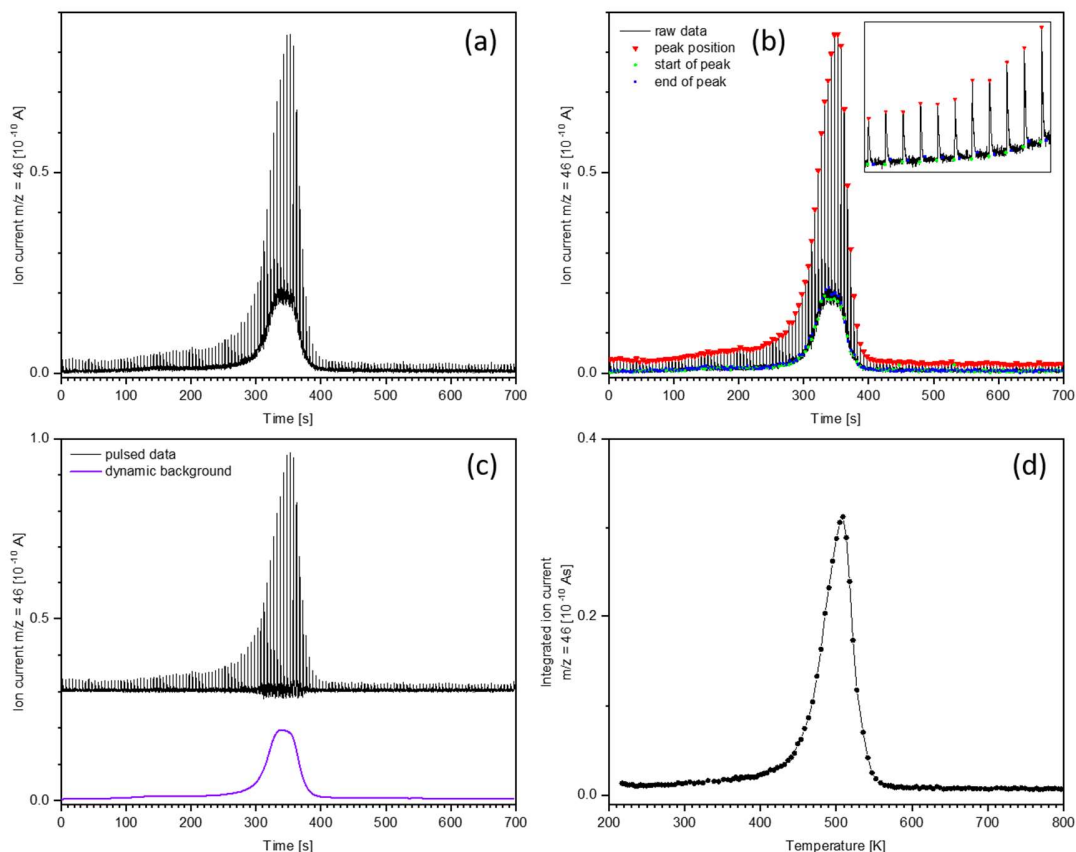 (a)
Ion current m/z = 46 [10⁻¹⁰ A]
0.5
0.0
0 100 200 300 400 500 600 700
Time [s]
(b)
raw data
peak position
start of peak
end of peak
Ion current m/z = 46 [10⁻¹⁰ A]
0.5
0.0
0 100 200 300 400 500 600 700
Time [s]
(c)
pulsed data
dynamic background
Ion current m/z = 46 [10⁻¹⁰ A]
1.0
0.5
0.0
0 100 200 300 400 500 600 700
Time [s]
(d)
Integrated ion current
m/z = 46 [10⁻¹⁰ As]
0.4
0.2
0.0
200 300 400 500 600 700 800
Temperature [K]